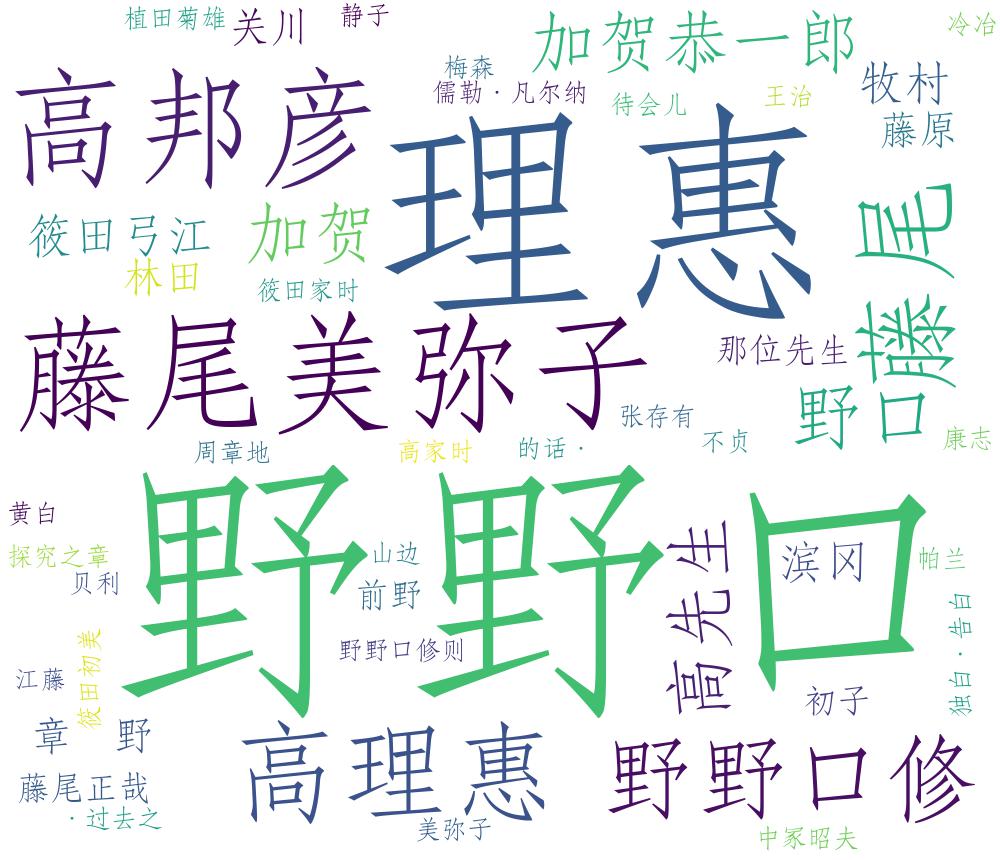 植田菊雄
关川
静子
加贺恭一郎
冷冶
梅森
儒勒·凡尔纳
待会儿
王治
牧村
藤原
高邦彦
理惠
筱田弓江
加贺
林田
筱田家时
藤尾
藤尾美弥子
那位先生
野口
张存有
康志
周章地
高家时
的话·
不贞
野野口
黄白
探究之章
贝利
山边
前野
高先生
滨冈
帕兰
野野口修则
筱田初美
江藤
独白·告白
初子
章
野
高理惠
野野口修
藤尾正哉
·过去之
美弥子
中冢昭夫